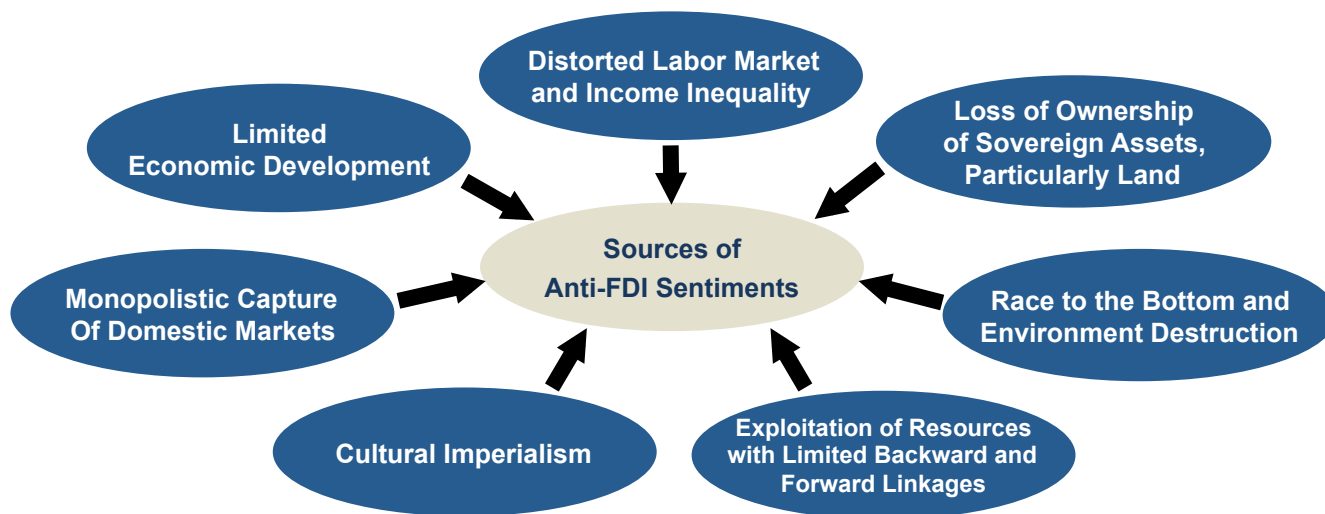 Distorted Labor Market
and Income Inequality
Limited
Economic Development
Loss of Ownership
of Sovereign Assets,
Particularly Land
Sources of
Anti-FDI Sentiments
Monopolistic Capture
Of Domestic Markets
Race to the Bottom and
Environment Destruction
Cultural Imperialism
Exploitation of Resources
with Limited Backward and
Forward Linkages